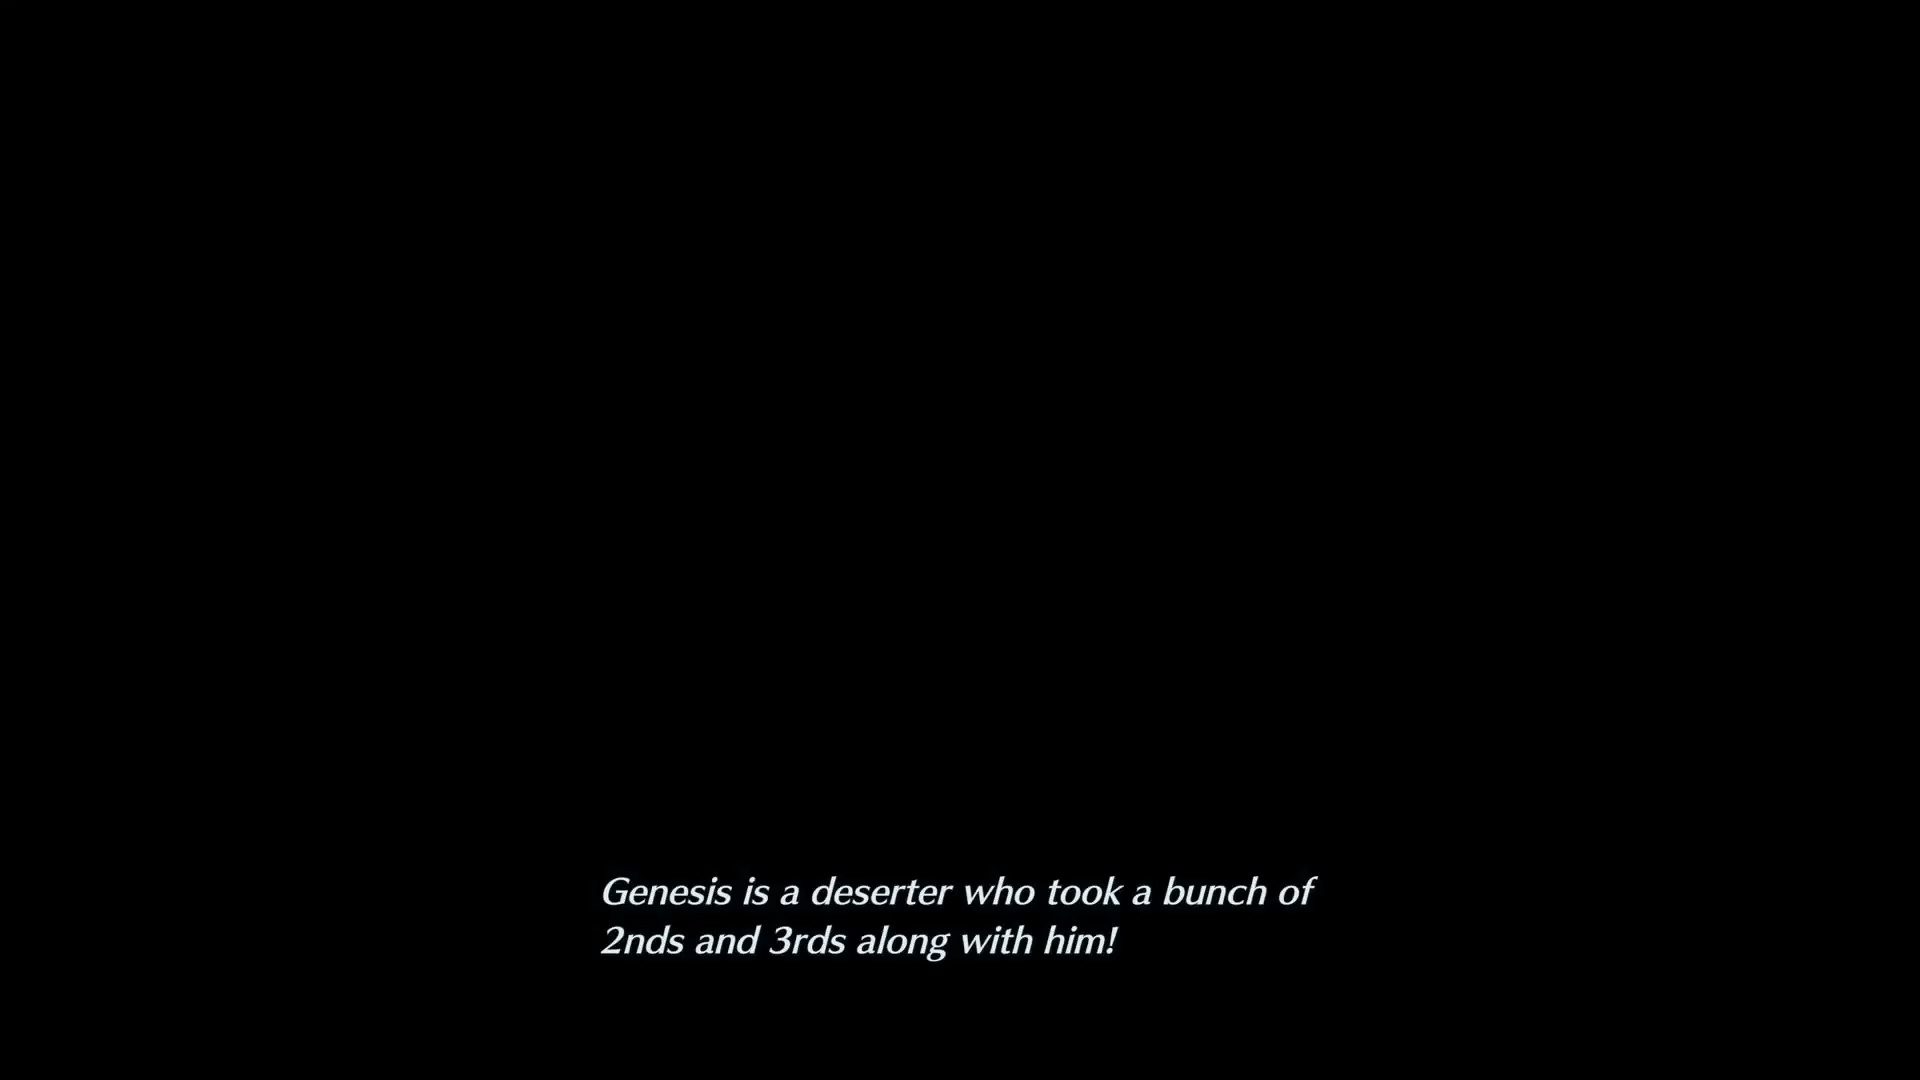 Genesis is a deserter who took a bunch of
2nds and 3rds along with him!